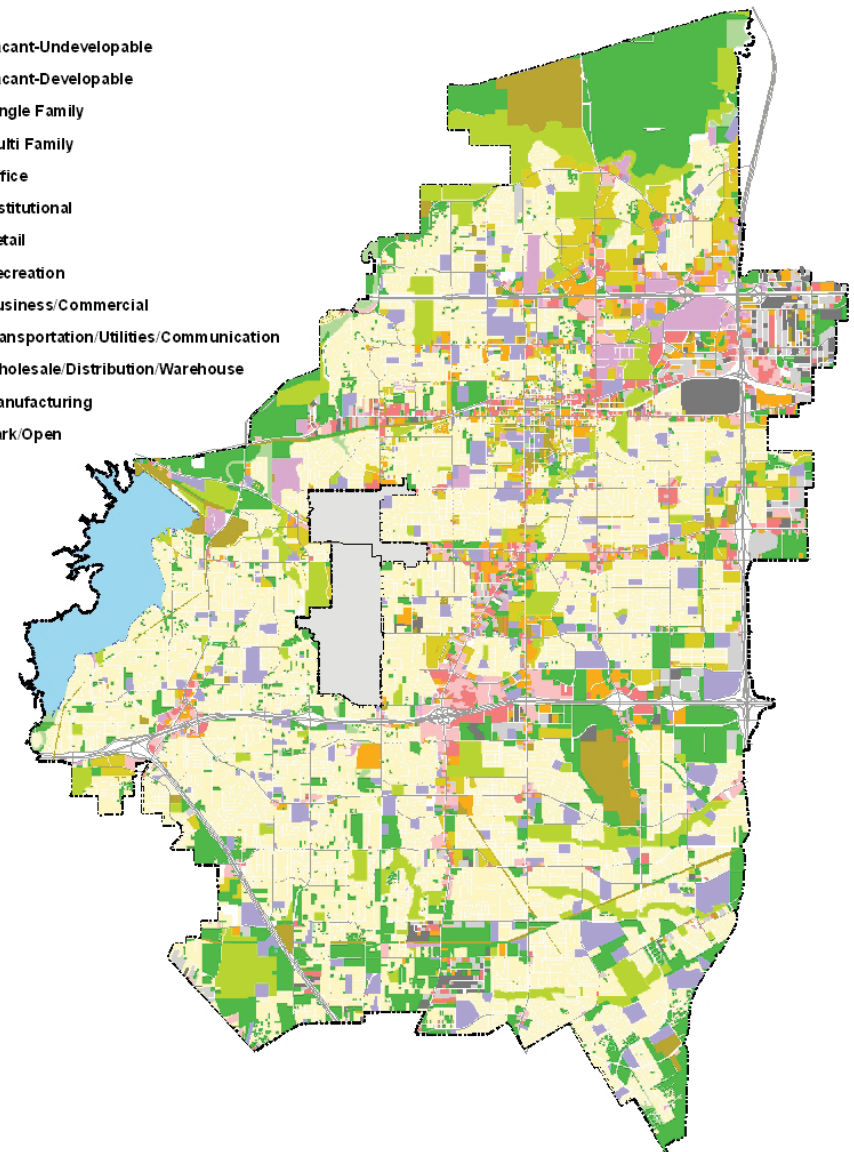 acant-Undevelopable
acant-Developable
ngle Family
ulti Family
ffice
stitutional
etail
ecreation
usiness/Commercial
ansportation/Utilities/Communication
holesale/Distribution/Warehouse
anufacturing
ark/Open